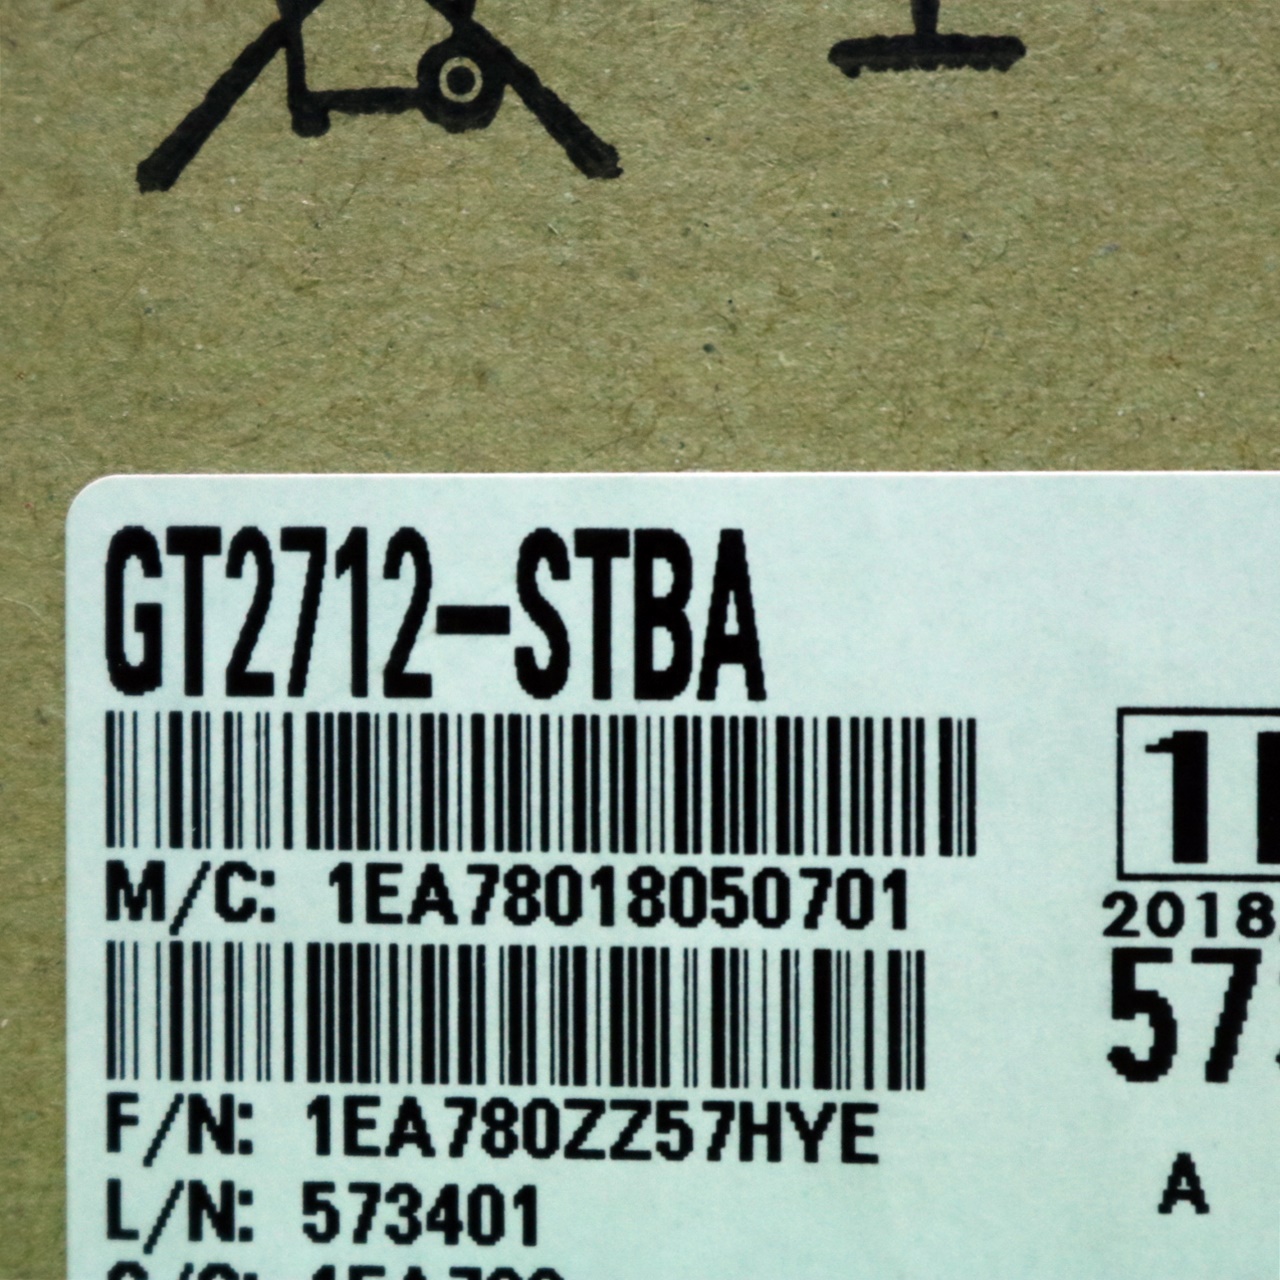 GT2712-STBA
M/C: 1EA78018050701
2018
F/N: 1EA780ZZ57HYE
L/N: 573401
A